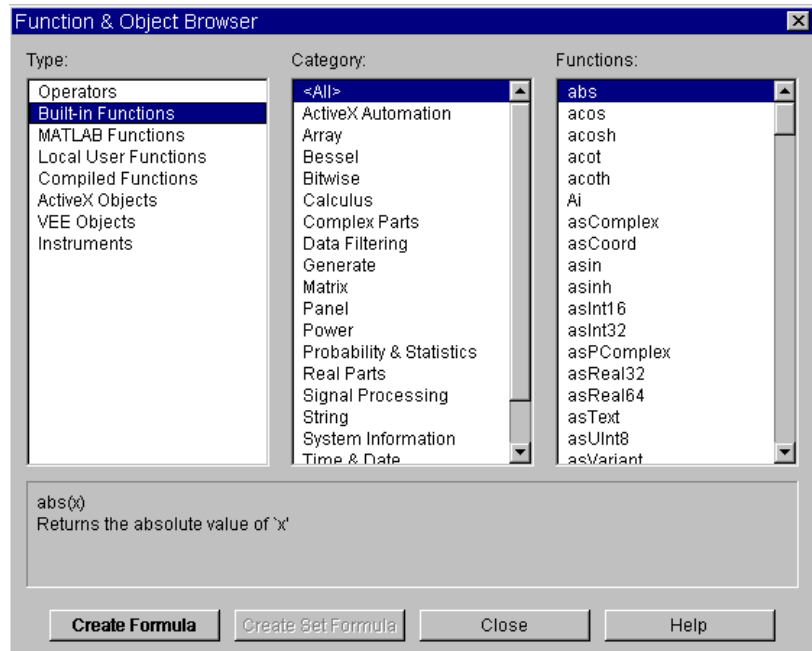 Function & Object Browser
Type:
Operators
Built-in Functions
MATLAB Functions
Local User Functions
Compiled Functions
ActiveX Objects
VEE Objects
Instruments
Category:
<All>
ActiveX Automation
Array
Bessel
Bitwise
Calculus
Complex Parts
Data Filtering
Generate
Matrix
Panel
Power
Probability & Statistics
Real Parts
Signal Processing
String
System Information
Time & Date
Functions:
abs
acos
acosh
acot
acoth
Ai
asComplex
asCoord
asin
asinh
asInt16
asInt32
asPComplex
asReal32
asReal64
asText
asUInt8
asVariant
abs(x)
Returns the absolute value of `x'
Create Formula
Create Set Formula
Close
Help